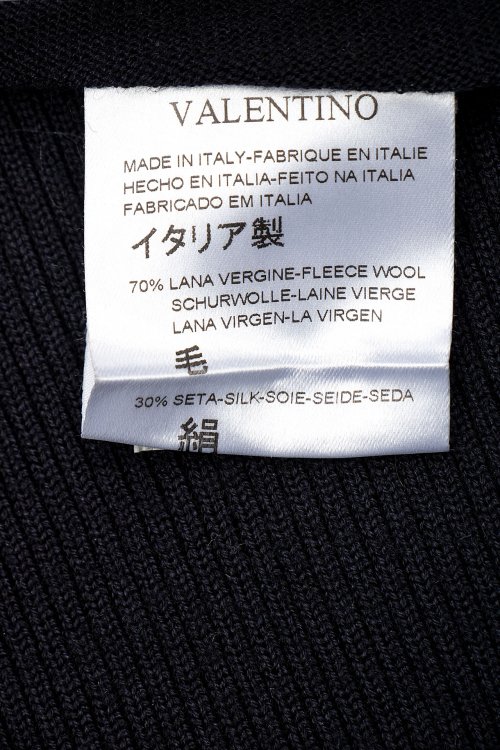 VALENTINO
MADE IN ITALY-FABRIQUE EN ITALIE
HECHO EN ITALIA-FEITO NA ITALIA
FABRICADO EM ITALIA
イタリア製
70% LANA VERGINE-FLEECE WOOL
SCHURWOLLE-LAINE VIERGE
LANA VIRGEN-LA VIRGEN
毛
30% SETA-SILK-SOIE-SEIDE-SEDA
絹